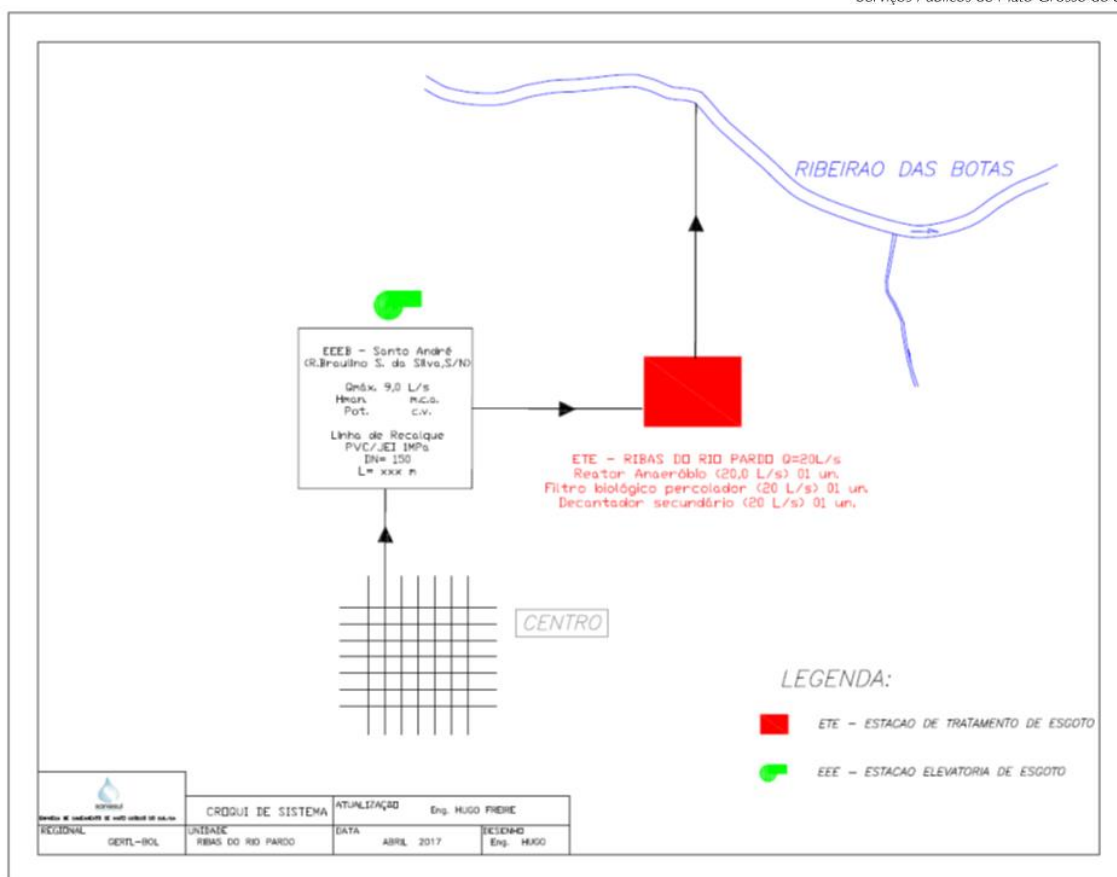 Serviços Públicos do Mato Grosso do
RIBEIRAO DAS BOTAS
EEEB - Santo André
(R.Braulino S. da Silva,S/N)
Qmáx. 9,0 L/s
Hman. m.c.a.
Pot. c.v.
Linha de Recalque
PVC/JEI 1MPa
DN= 150
L= xxx m
ETE - RIBAS DO RIO PARDO Q=20L/s
Reator Anaeróbio (20,0 L/s) 01 un.
Filtro biológico percolador (20 L/s) 01 un.
Decantador secundário (20 L/s) 01 un.
CENTRO
LEGENDA:
ETE - ESTACAO DE TRATAMENTO DE ESGOTO
EEE - ESTACAO ELEVATORIA DE ESGOTO
sanesul
CROQUI DE SISTEMA
ATUALIZAÇÃO
Eng. HUGO FREIRE
REGIONAL
GERTL-BOL
UNIDADE
RIBAS DO RIO PARDO
DATA
ABRIL 2017
DESENHO
Eng. HUGO